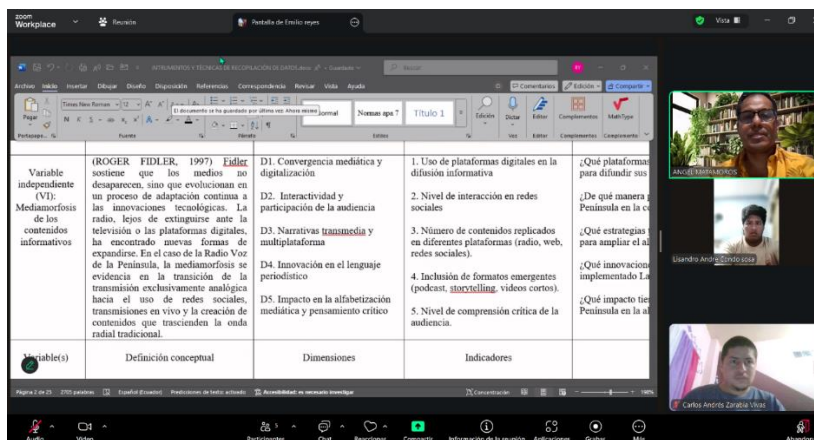 zoom
Workplace
Reunión
Pantalla de Emilio reyes
Vista
INTRUMENTOS Y TÉCNICAS DE RECOPILACIÓN DE DATOS.docx
Guardado
Buscar
Archivo Inicio Insertar Dibujar Diseño Disposición Referencias Correspondencia Revisar Vista Ayuda
Comentarios Edición Compartir
Times New Roman 12
El documento se ha guardado por última vez: Ahora mismo
Normal Normas apa 7 Título 1
Pegar
N K S
Edición Dictar Editor Complementos MathType
Portapapeles Fuente Párrafo Estilos Voz Editor Complementos
Variable
independiente
(VI):
Mediamorfosis
de los
contenidos
informativos
(ROGER FIDLER, 1997) Fidler
sostiene que los medios no
desaparecen, sino que evolucionan en
un proceso de adaptación continua a
las innovaciones tecnológicas. La
radio, lejos de extinguirse ante la
televisión o las plataformas digitales,
ha encontrado nuevas formas de
expandirse. En el caso de la Radio Voz
de la Península, la mediamorfosis se
evidencia en la transición de la
transmisión exclusivamente analógica
hacia el uso de redes sociales,
transmisiones en vivo y la creación de
contenidos que trascienden la onda
radial tradicional.
D1. Convergencia mediática y
digitalización
D2. Interactividad y
participación de la audiencia
D3. Narrativas transmedia y
multiplataforma
D4. Innovación en el lenguaje
periodístico
D5. Impacto en la alfabetización
mediática y pensamiento crítico
1. Uso de plataformas digitales en la
difusión informativa
2. Nivel de interacción en redes
sociales
3. Número de contenidos replicados
en diferentes plataformas (radio, web,
redes sociales).
4. Inclusión de formatos emergentes
(podcast, storytelling, videos cortos).
5. Nivel de comprensión crítica de la
audiencia.
¿Qué plataformas
para difundir sus
¿De qué manera
Península en la
¿Qué estrategias
para ampliar el
¿Qué
implementado La
¿Qué impacto
Península en la
Variable(s) Definición conceptual Dimensiones Indicadores
Página 2 de 25 2705 palabras Español (Ecuador) Predicciones de texto: activado Accesibilidad: es necesario investigar
Concentración 198%
ANGEL MATAMOROS
Lisandro Andre Condo sosa
Carlos Andrés Zarabia Vivas
Audio Vídeo Participantes 5 Chat Reacciones Compartir Información de la reunión Aplicaciones Grabar Más